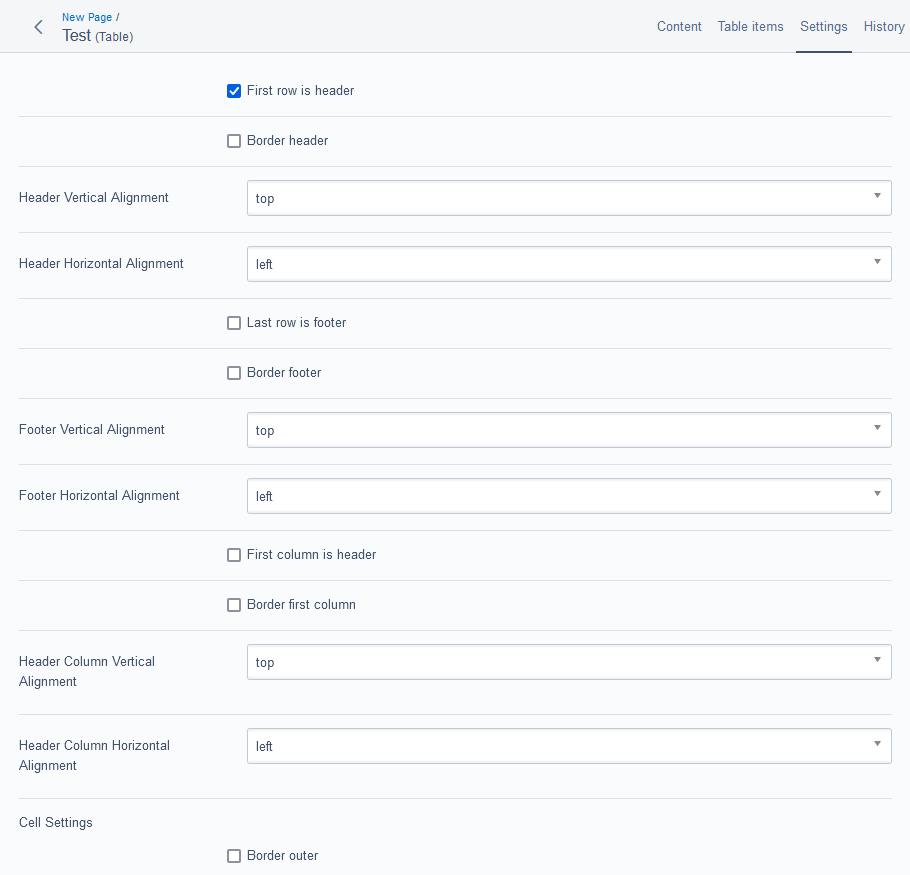 New Page /
Test (Table)
Content
Table items
Settings
History
First row is header
Border header
Header Vertical Alignment
top
Header Horizontal Alignment
left
Last row is footer
Border footer
Footer Vertical Alignment
top
Footer Horizontal Alignment
left
First column is header
Border first column
Header Column Vertical
Alignment
top
Header Column Horizontal
Alignment
left
Cell Settings
Border outer